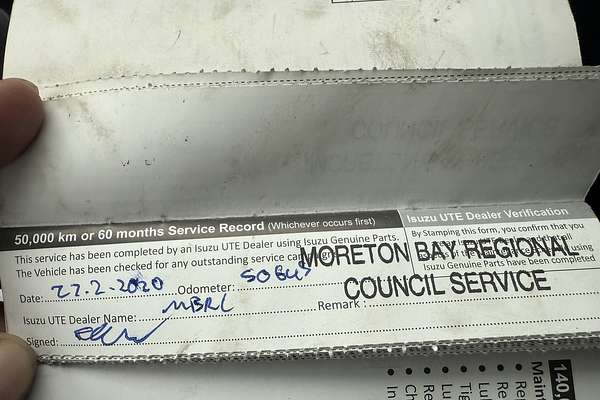 50,000 km or 60 months Service Record (Whichever occurs first)
Isuzu UTE Dealer Verification
This service has been completed by an Isuzu UTE Dealer using Isuzu Genuine Parts.
The Vehicle has been checked for any outstanding service
By Stamping this form, you confirm that you
Isuzu Genuine Parts have been
MORETON BAY REGIONAL
COUNCIL SERVICE
Date: 27.2-2020 Odometer:
Isuzu UTE Dealer Name: MBRC Remark:
Signed:
140,
Main